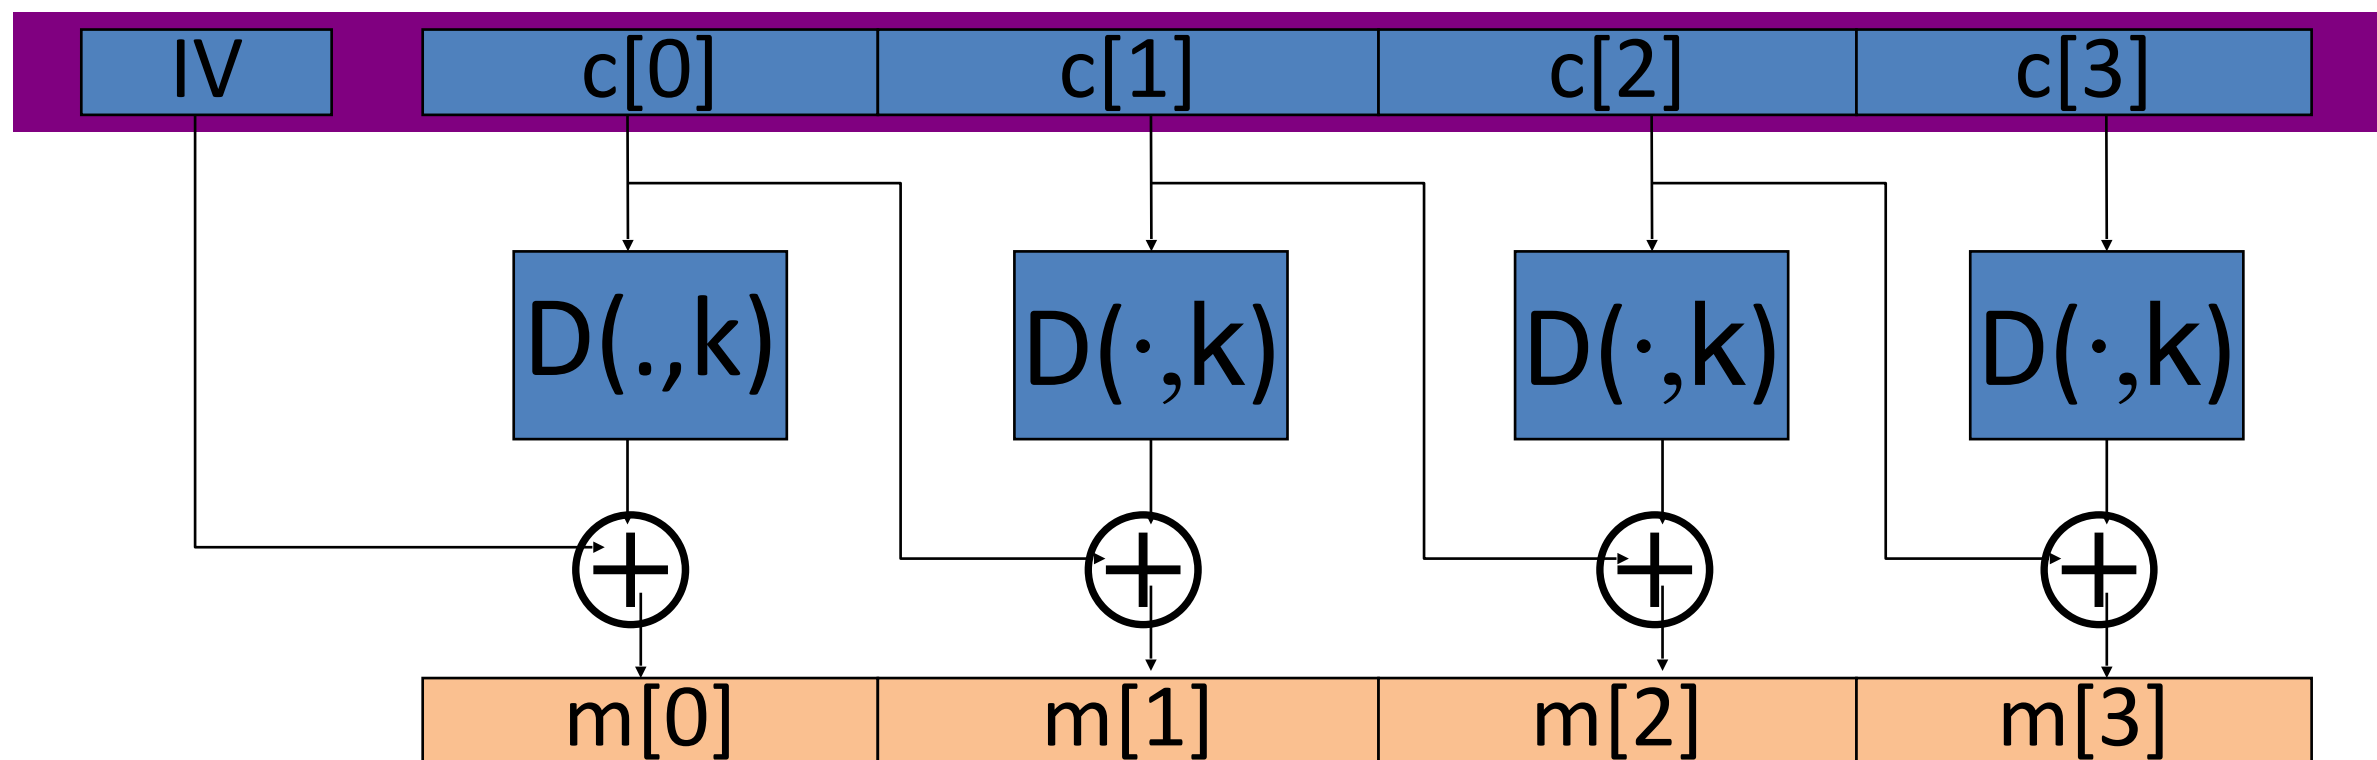 IV c[0] c[1] c[2] c[3]
D(.,k) D(·,k) D(·,k) D(·,k)
m[0] m[1] m[2] m[3]